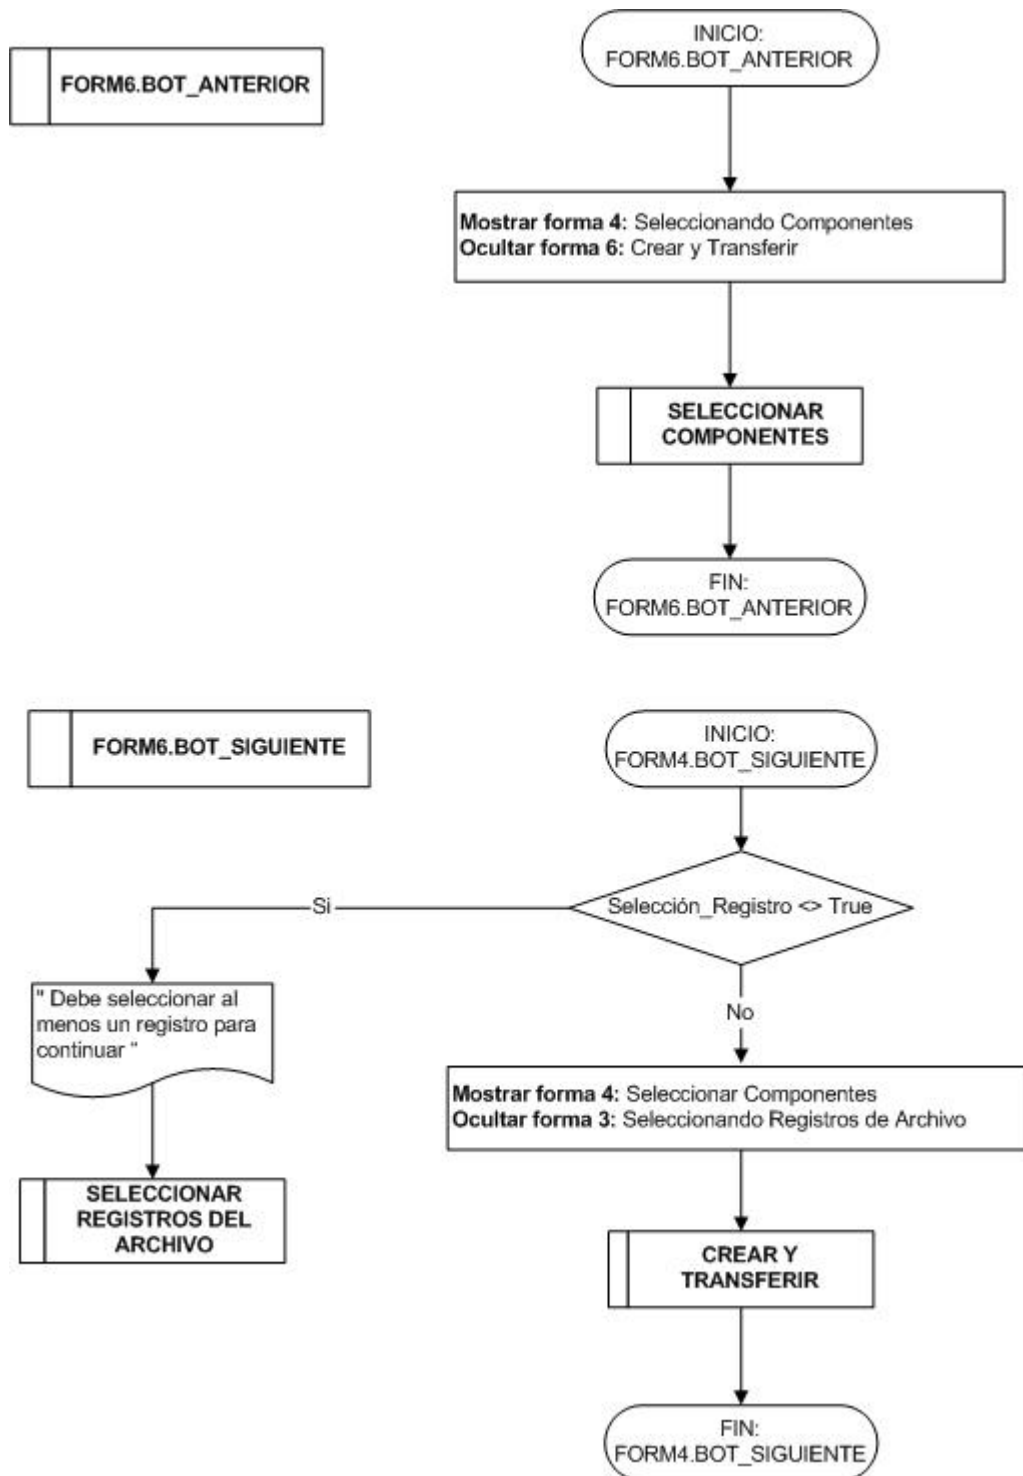 FORM6.BOT_ANTERIOR
INICIO:
FORM6.BOT_ANTERIOR
Mostrar forma 4: Seleccionando Componentes
Ocultar forma 6: Crear y Transferir
SELECCIONAR
COMPONENTES
FIN:
FORM6.BOT_ANTERIOR
FORM6.BOT_SIGUIENTE
INICIO:
FORM4.BOT_SIGUIENTE
Selección_Registro <> True
Si
" Debe seleccionar al
menos un registro para
continuar "
SELECCIONAR
REGISTROS DEL
ARCHIVO
No
Mostrar forma 4: Seleccionar Componentes
Ocultar forma 3: Seleccionando Registros de Archivo
CREAR Y
TRANSFERIR
FIN:
FORM4.BOT_SIGUIENTE